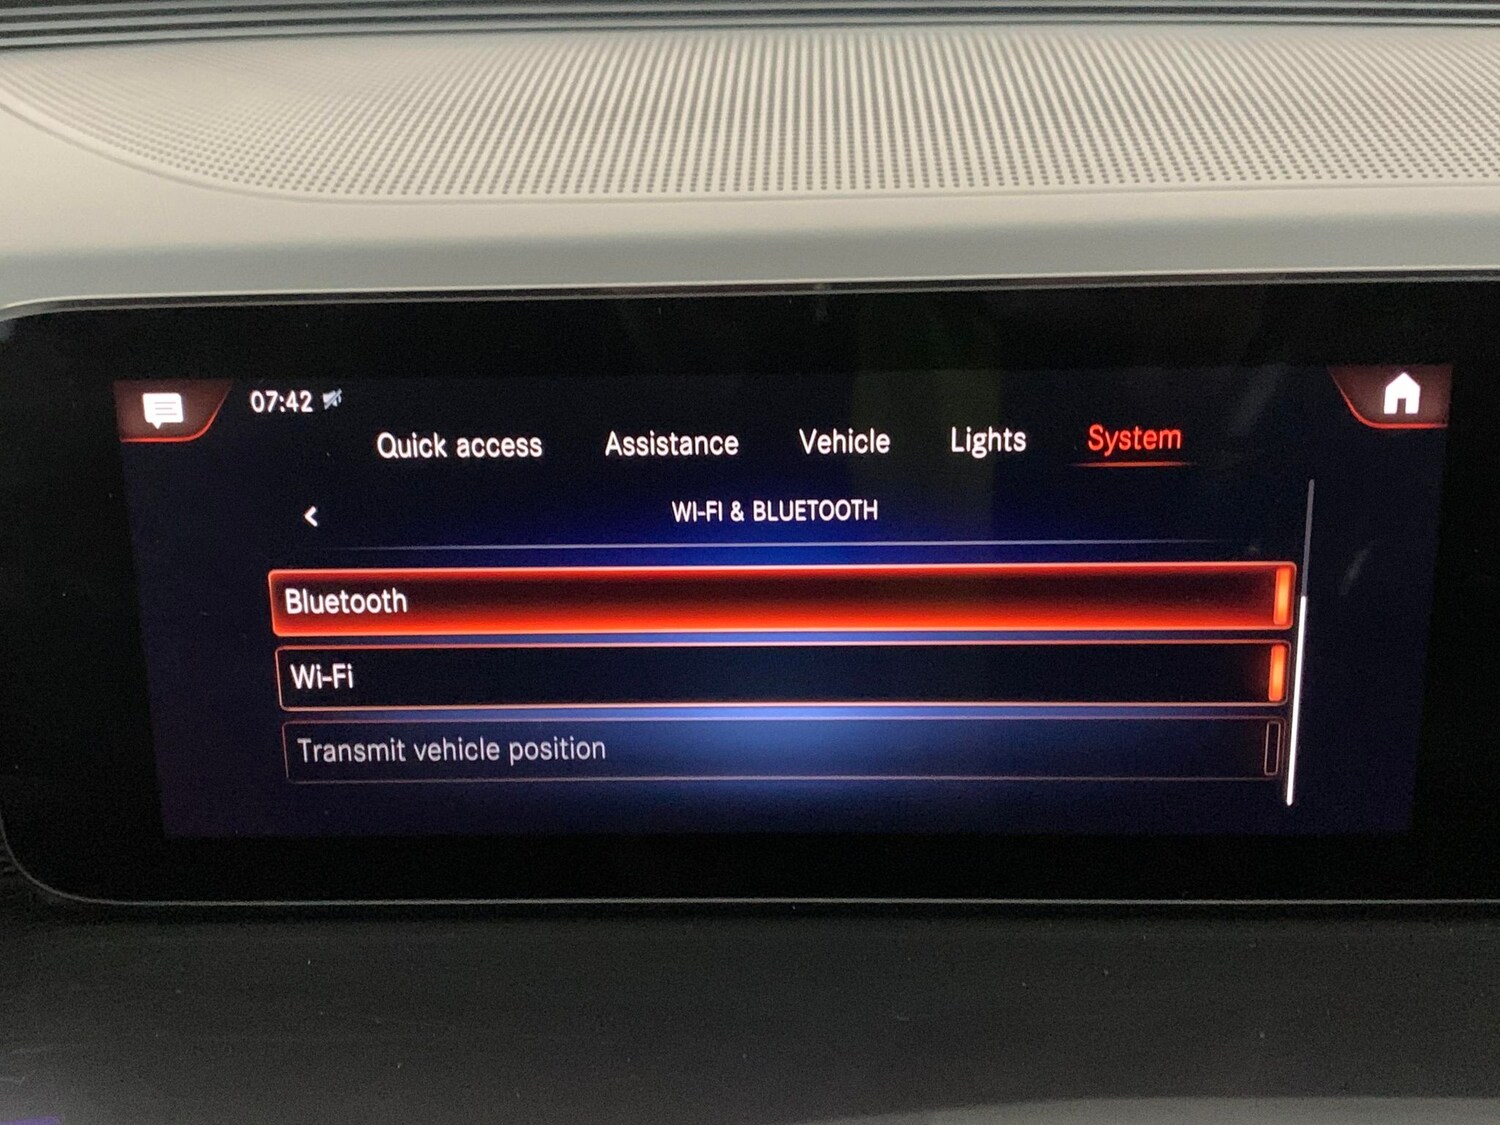 07:42
Quick access Assistance Vehicle Lights System
WI-FI & BLUETOOTH
Bluetooth
Wi-Fi
Transmit vehicle position